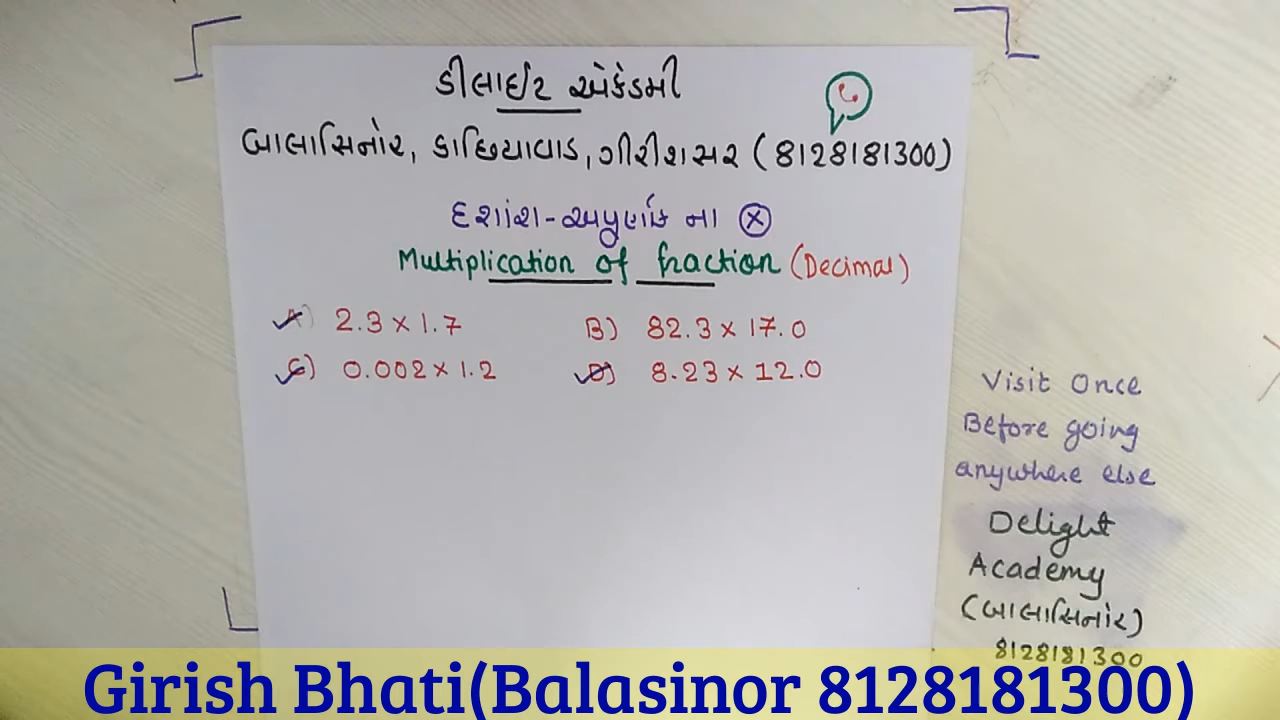 ડીલાઈટ એકેડમી
બાલાસિનોર, કાછિયાવાડ, ગીરીશસર (8128181300)
દશાંશ-અપુર્ણાંક ના ⓧ
Multiplication of fraction (Decimal)
A) 2.3 × 1.7 B) 82.3 × 17.0
C) 0.002 × 1.2 D) 8.23 × 12.0
Visit Once
Before going
anywhere else
Delight
Academy
(બાલાસિનોર)
8128181300
Girish Bhati(Balasinor 8128181300)